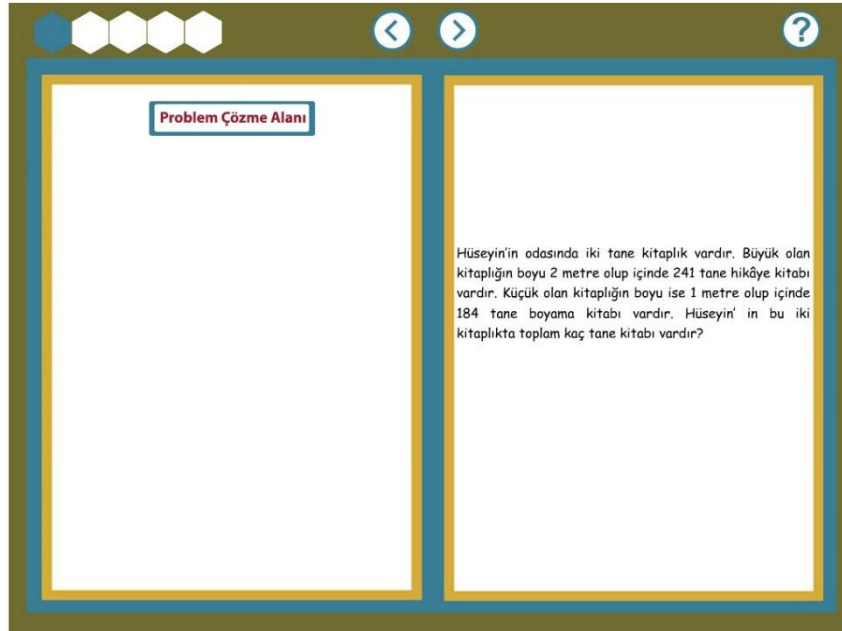 ?
Problem Çözme Alanı
Hüseyin'in odasında iki tane kitaplık vardır. Büyük olan
kitaplığın boyu 2 metre olup içinde 241 tane hikâye kitabı
vardır. Küçük olan kitaplığın boyu ise 1 metre olup içinde
184 tane boyama kitabı vardır. Hüseyin' in bu iki
kitaplıkta toplam kaç tane kitabı vardır?